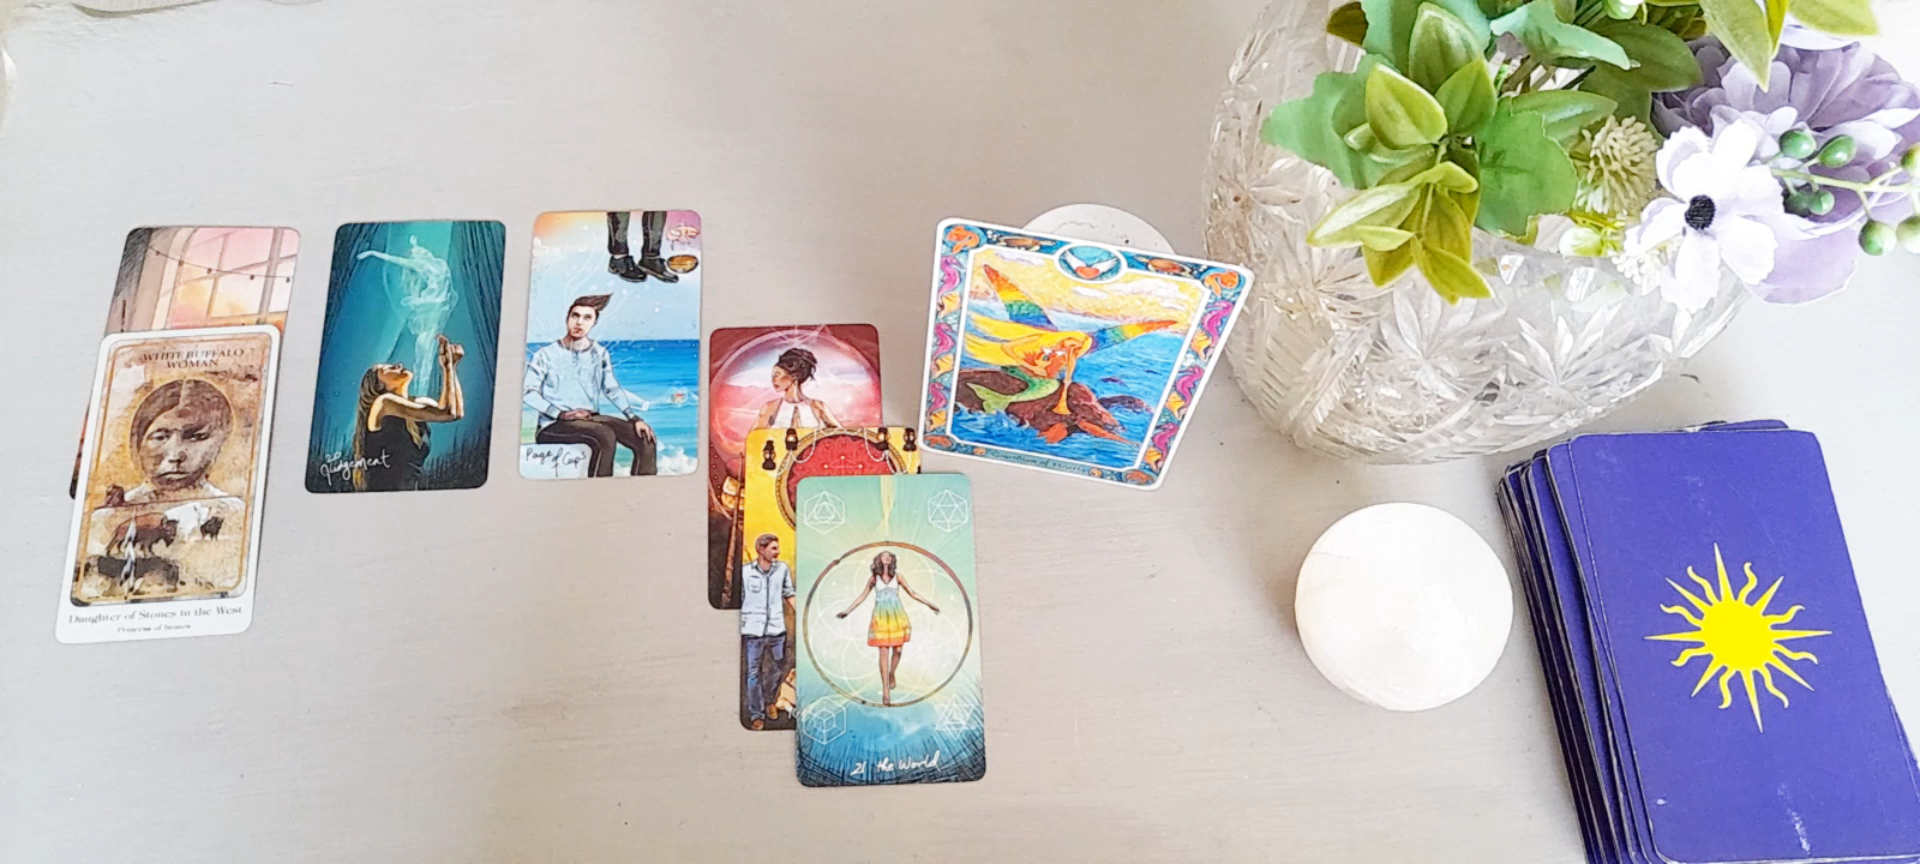 WHITE BUFFALO
WOMAN
Daughter of Stones in the West
Princess of Stones
20
Judgement
Page of
Cups
21 the World